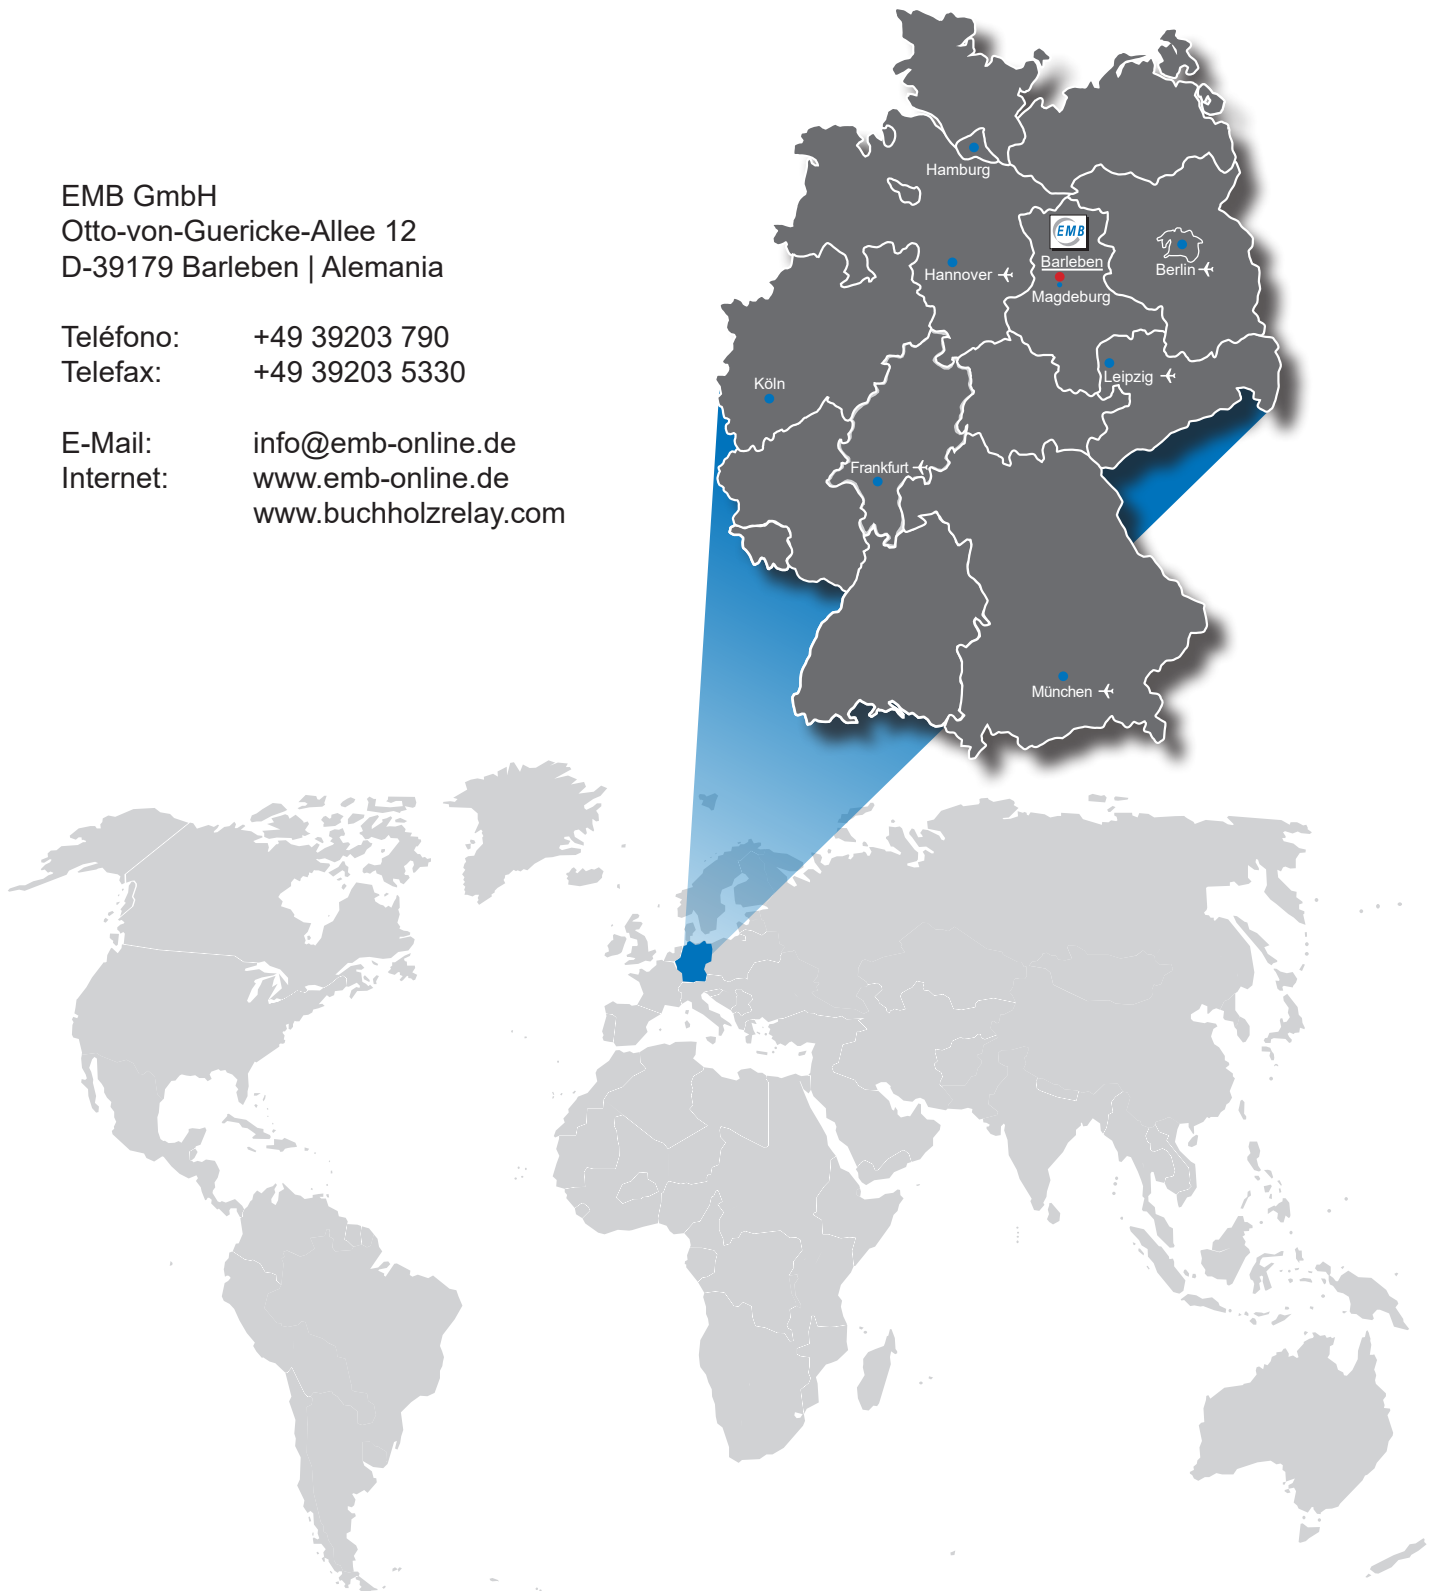 EMB GmbH
Otto-von-Guericke-Allee 12
D-39179 Barleben | Alemania
Teléfono: +49 39203 790
Telefax: +49 39203 5330
E-Mail: info@emb-online.de
Internet: www.emb-online.de
www.buchholzrelay.com
Hamburg
EMB
Barleben
Hannover
Berlin
Magdeburg
Leipzig
Köln
Frankfurt
München